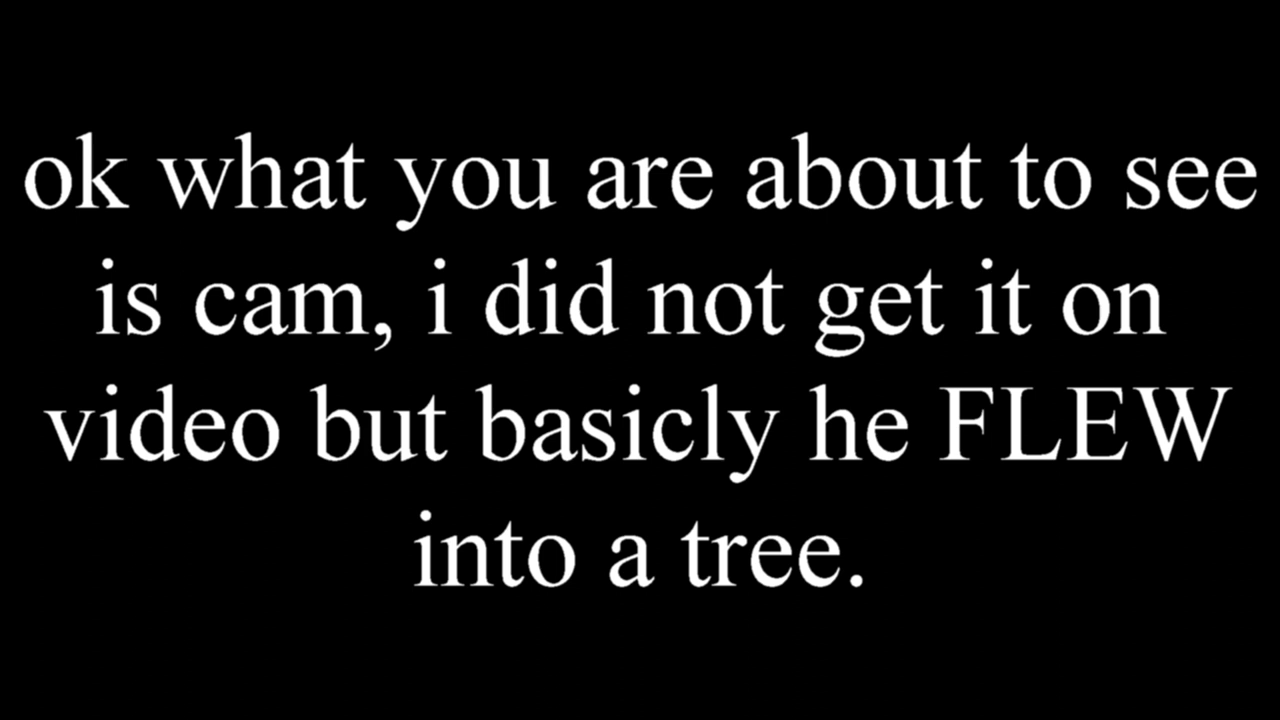 ok what you are about to see
is cam, i did not get it on
video but basicly he FLEW
into a tree.